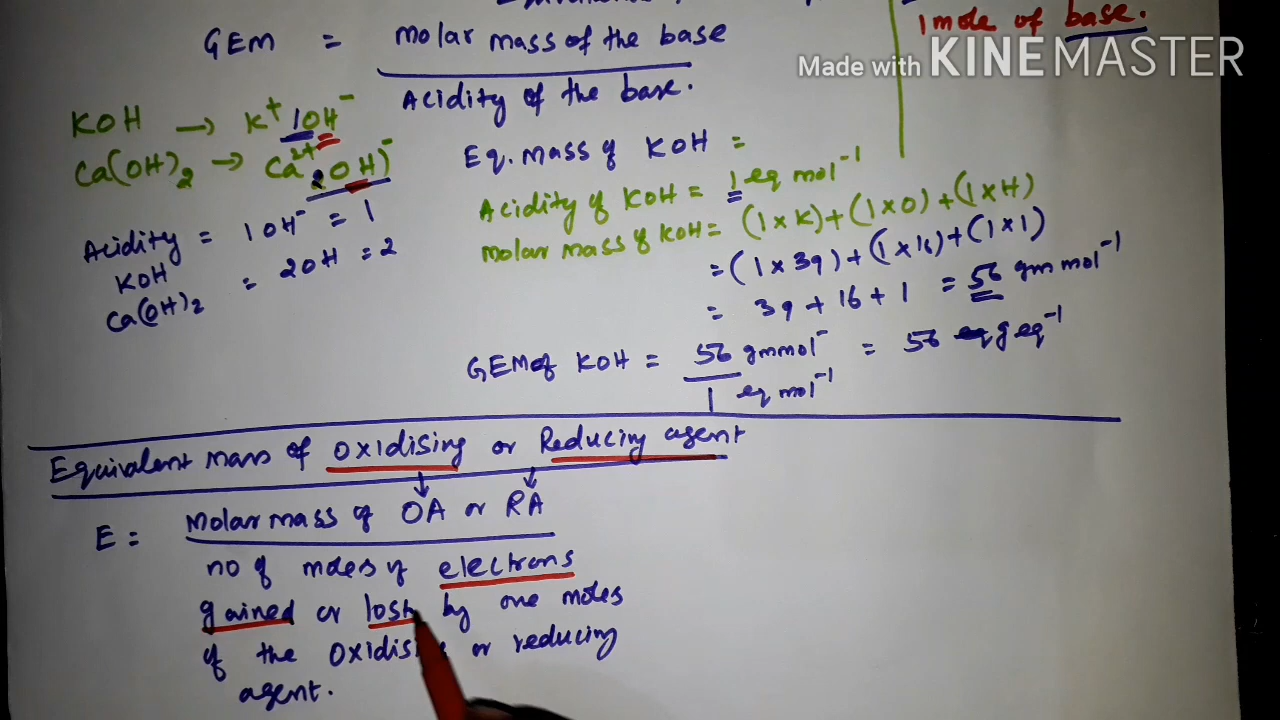 1 mole of base.
Made with KINEMASTER
GEM = molar mass of the base
Acidity of the base.
KOH → K⁺ 1OH⁻
Ca(OH)₂ → Ca²⁺ 2OH)⁻
Acidity = 1 OH⁻ = 1
KOH
Ca(OH)₂ = 2OH = 2
Eq. mass of KOH =
Acidity of KOH = 1 eq mol⁻¹
molar mass of KOH = (1 x K) + (1 x O) + (1 x H)
= (1 x 39) + (1 x 16) + (1 x 1)
= 39 + 16 + 1 = 56 gm mol⁻¹
GEM of KOH = 56 gm mol⁻ = 56 g eq⁻¹
1 eq mol⁻¹
Equivalent mass of oxidising or Reducing agent
E = Molar mass of OA or RA
no of moles of electrons
gained or lost by one moles
of the or reducing
agent.